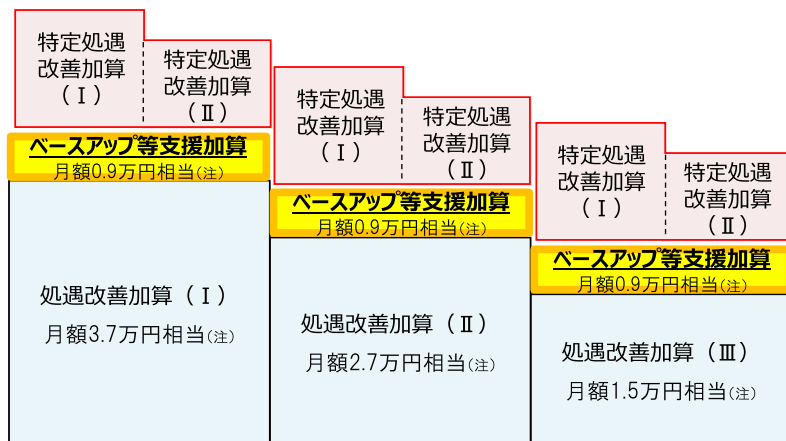 特定処遇
改善加算
（Ⅰ）
特定処遇
改善加算
（Ⅱ）
ベースアップ等支援加算
月額0.9万円相当(注)
処遇改善加算（Ⅰ）
月額3.7万円相当(注)
特定処遇
改善加算
（Ⅰ）
特定処遇
改善加算
（Ⅱ）
ベースアップ等支援加算
月額0.9万円相当(注)
処遇改善加算（Ⅱ）
月額2.7万円相当(注)
特定処遇
改善加算
（Ⅰ）
特定処遇
改善加算
（Ⅱ）
ベースアップ等支援加算
月額0.9万円相当(注)
処遇改善加算（Ⅲ）
月額1.5万円相当(注)